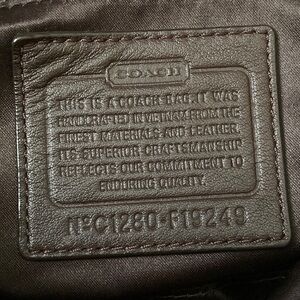 COACH
THIS IS A COACH BAG. IT WAS
HANDCRAFTED IN VIETNAM FROM THE
FINEST MATERIALS AND LEATHER.
ITS SUPERIOR CRAFTSMANSHIP
REFLECTS OUR COMMITMENT TO
ENDURING QUALITY.
Nº C1280-F19249